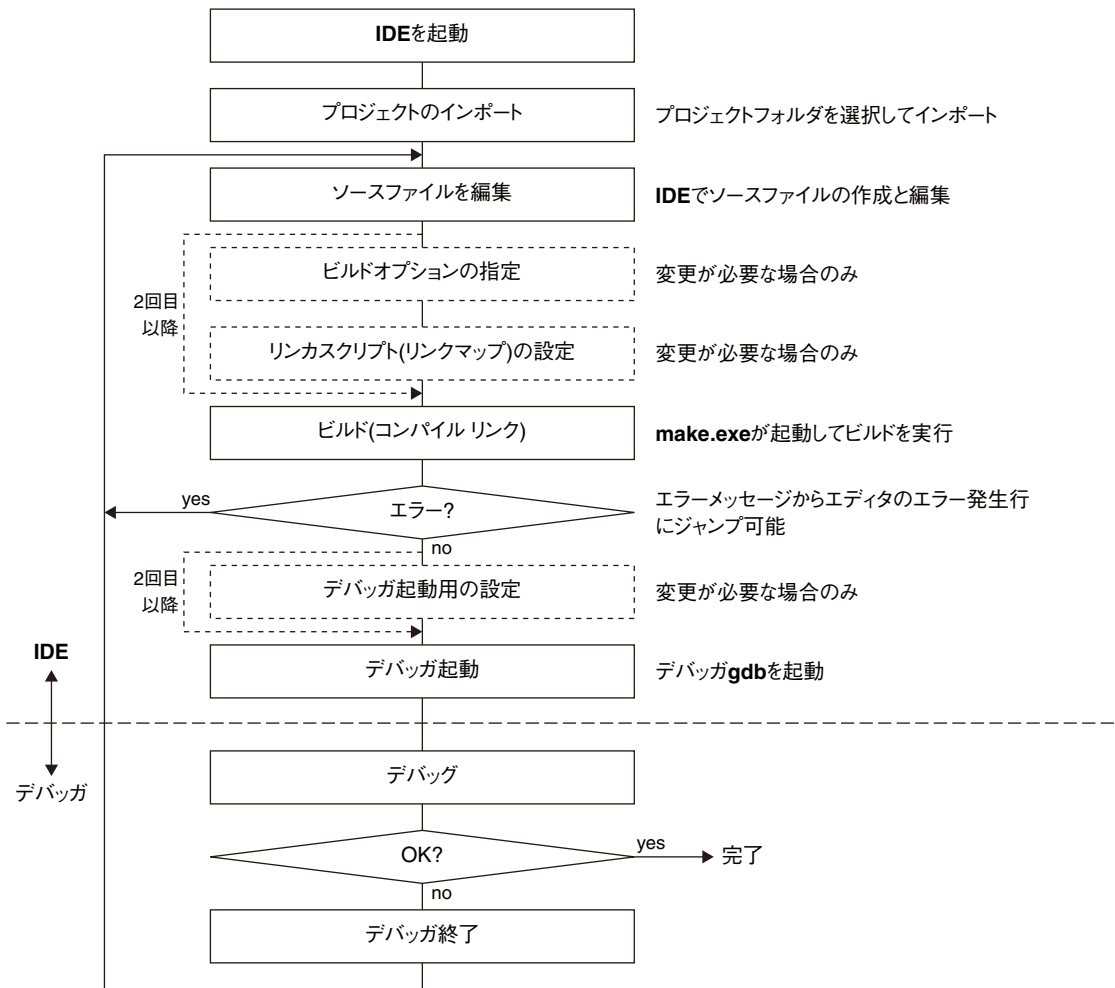 IDEを起動
プロジェクトのインポート
プロジェクトフォルダを選択してインポート
ソースファイルを編集
IDEでソースファイルの作成と編集
ビルドオプションの指定
変更が必要な場合のみ
2回目
以降
リンカスクリプト(リンクマップ)の設定
変更が必要な場合のみ
ビルド(コンパイル リンク)
make.exeが起動してビルドを実行
yes
エラー?
エラーメッセージからエディタのエラー発生行
にジャンプ可能
no
2回目
以降
デバッガ起動用の設定
変更が必要な場合のみ
IDE
デバッガ起動
デバッガgdbを起動
デバッガ
デバッグ
OK?
yes
完了
no
デバッガ終了